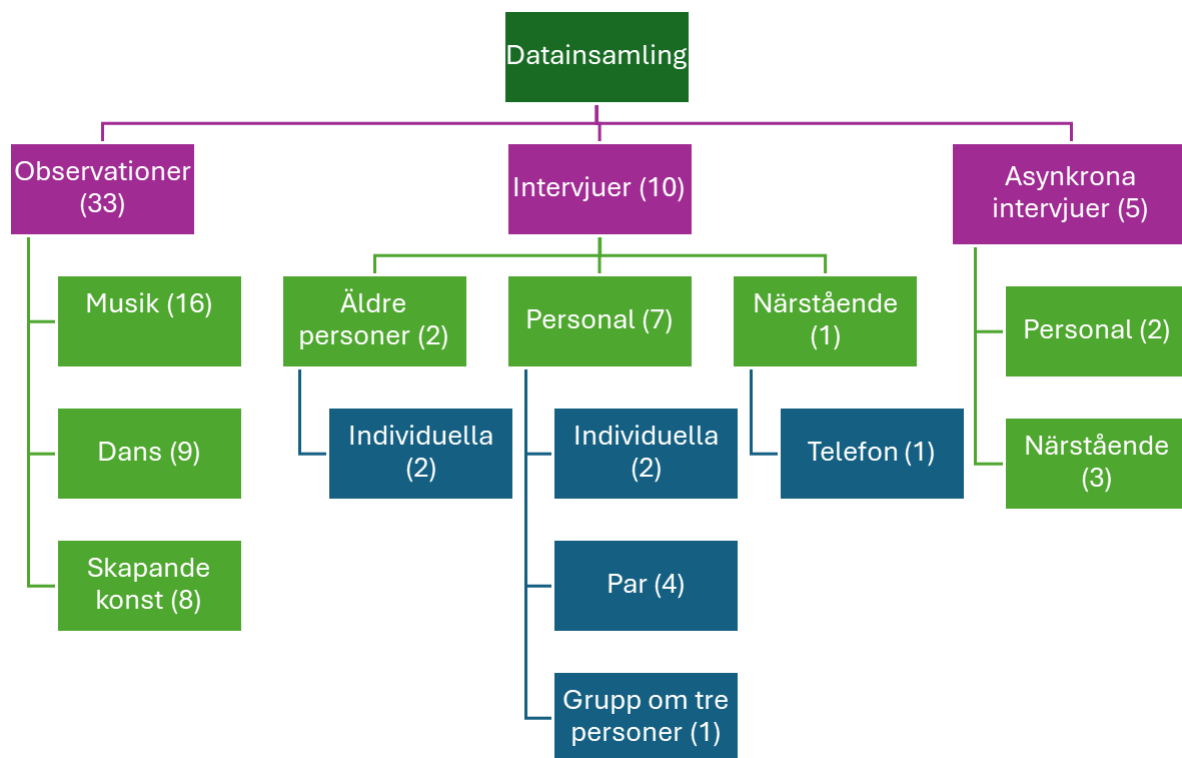 Datainsamling
Observationer
(33)
Musik (16)
Dans (9)
Skapande
konst (8)
Intervjuer (10)
Äldre
personer (2)
Individuella
(2)
Personal (7)
Individuella
(2)
Par (4)
Grupp om tre
personer (1)
Närstående
(1)
Telefon (1)
Asynkrona
intervjuer (5)
Personal (2)
Närstående
(3)